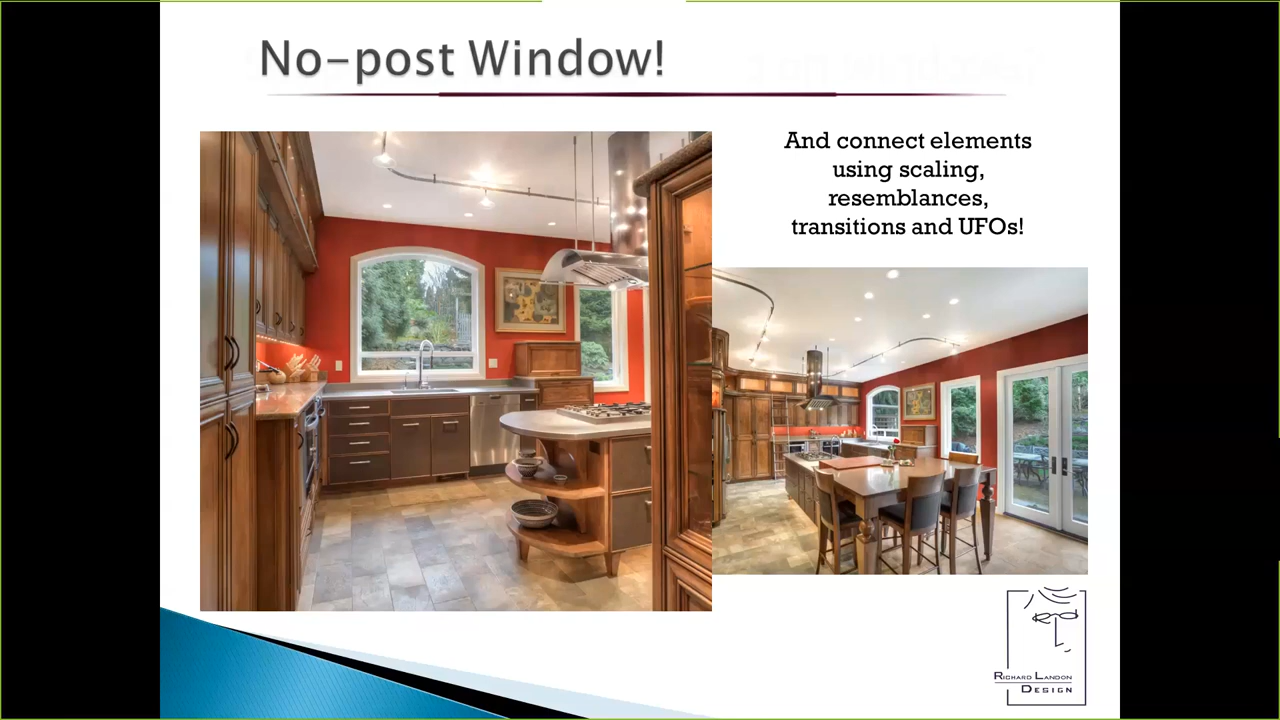 No-post Window!
And connect elements
using scaling,
resemblances,
transitions and UFOs!
RICHARD LANDON
DESIGN